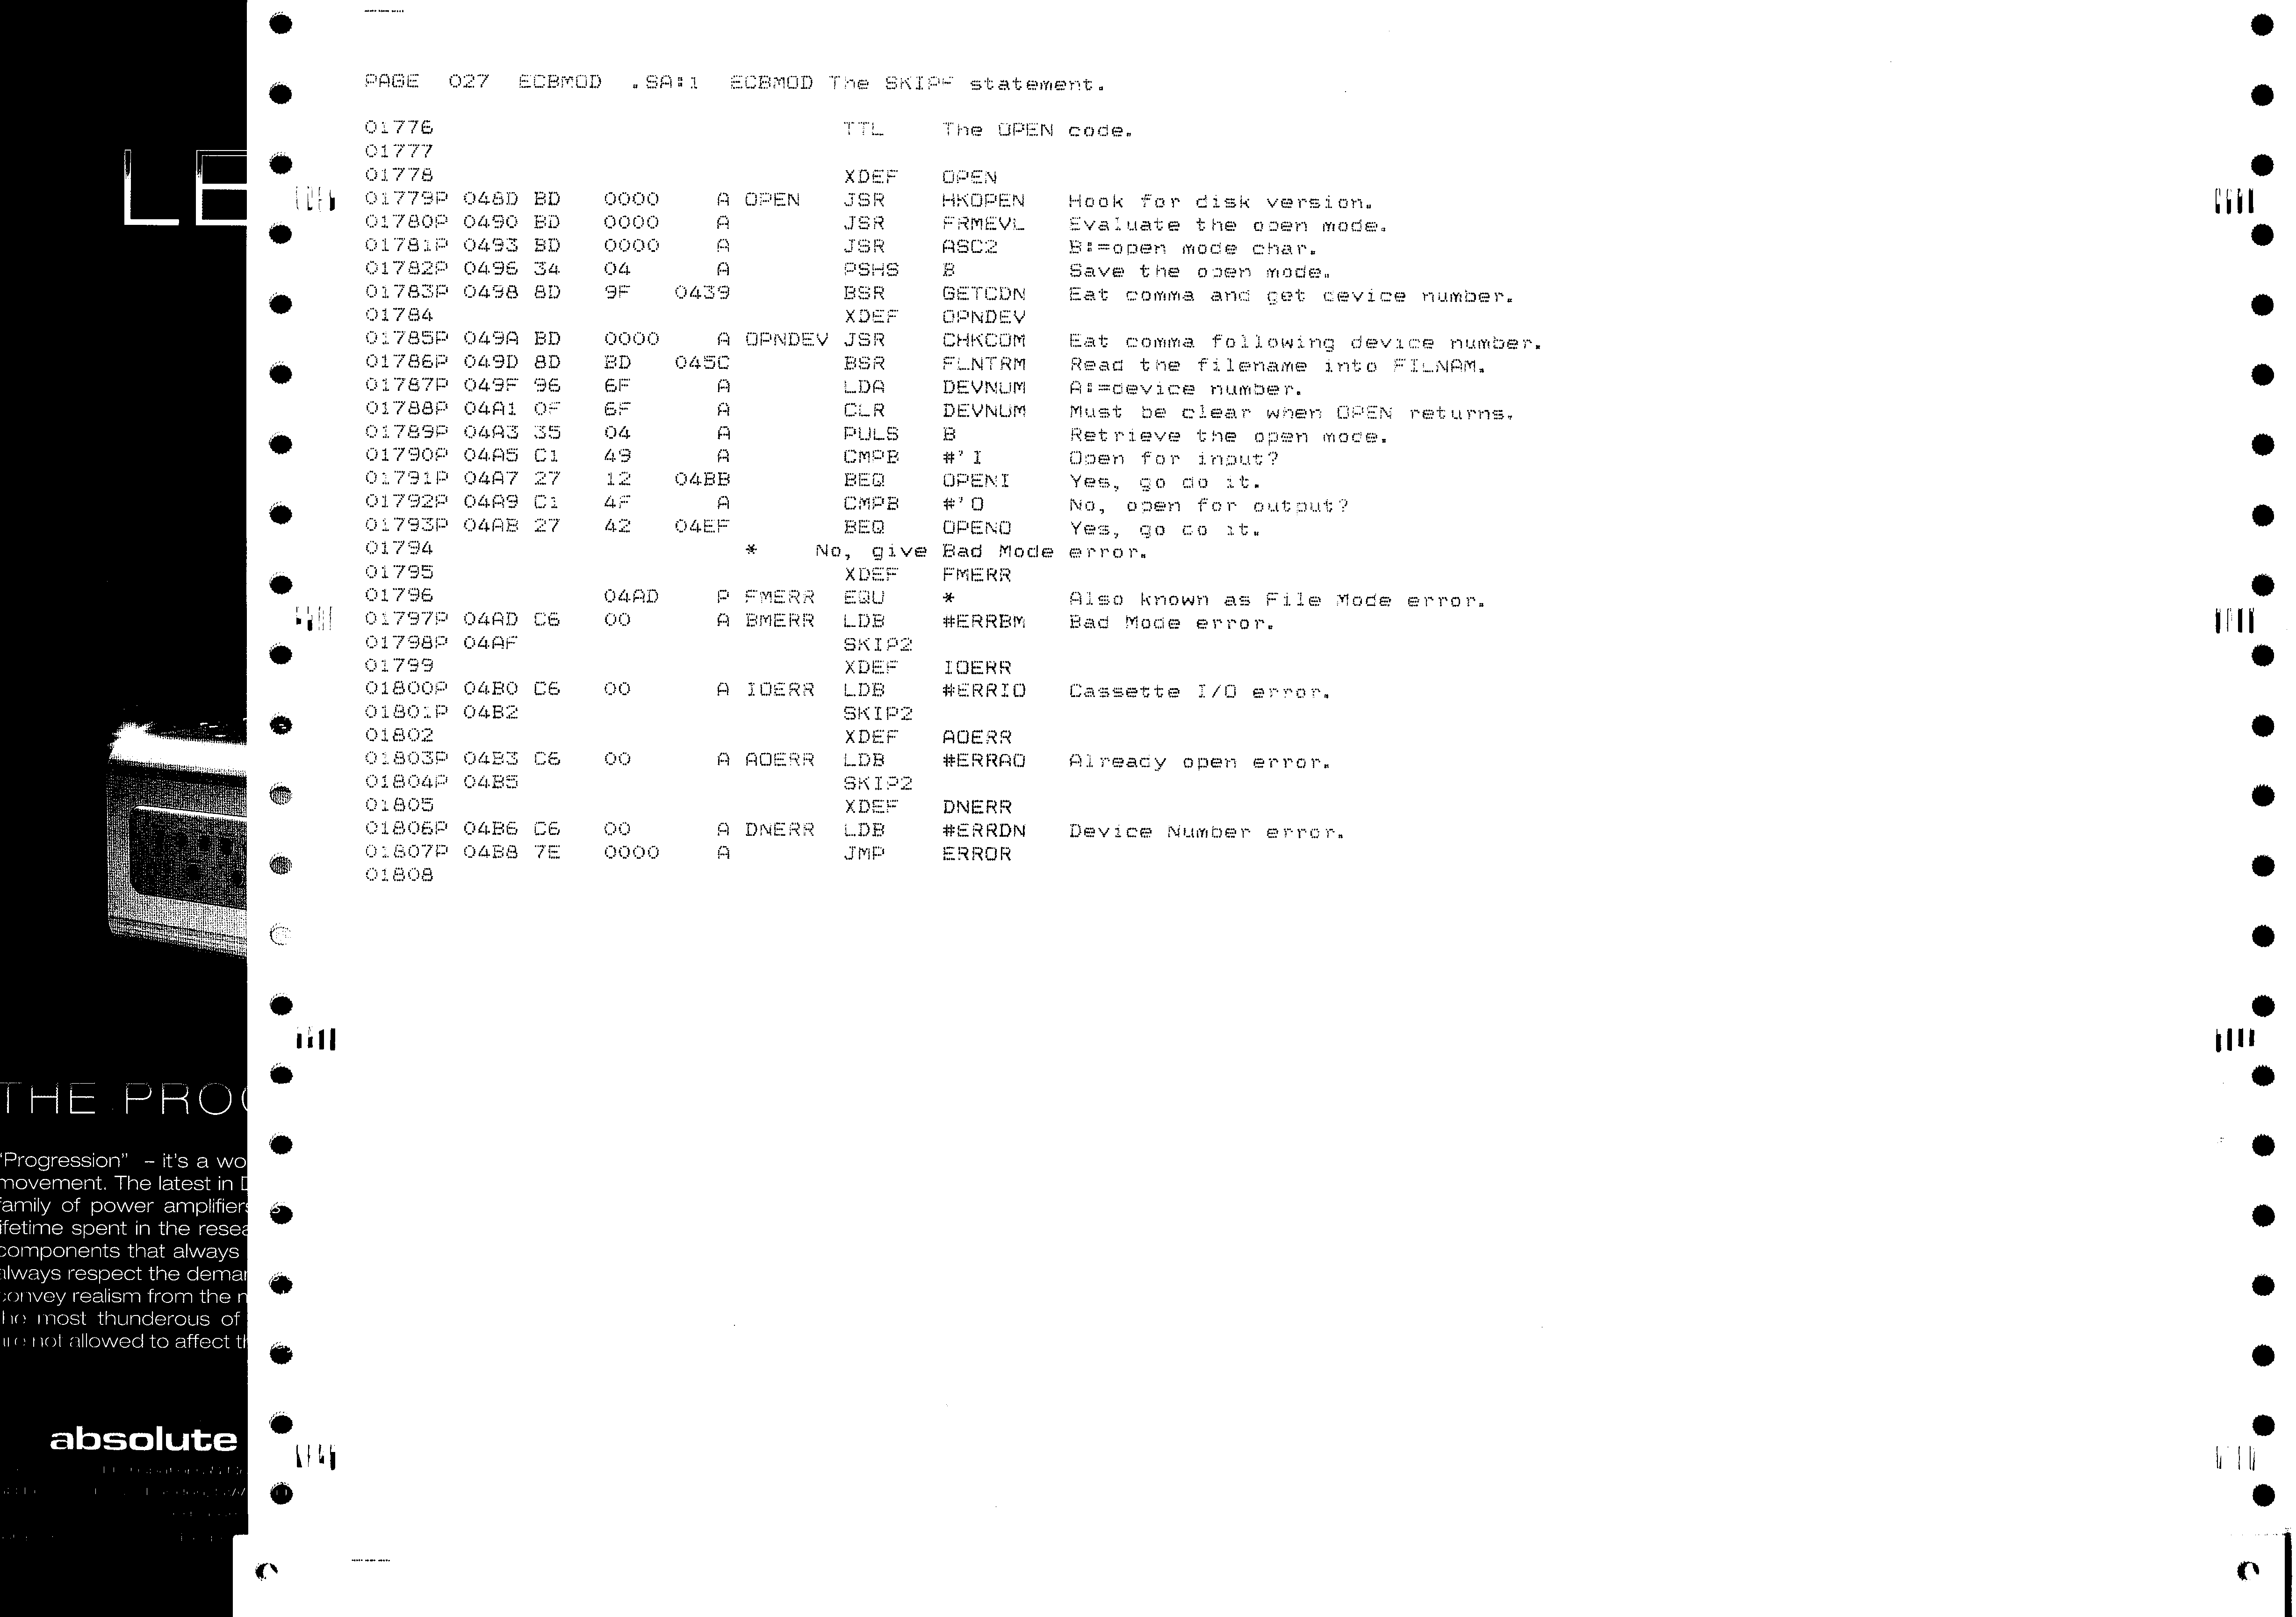 PAGE 027 ECBMOD .SA:1 ECBMOD The SKIPF statement.
01776 TTL The OPEN code.
01777
01778 XDEF OPEN
01779P 048D BD 0000 A OPEN JSR HKOPEN Hook for disk version.
01780P 0490 BD 0000 A JSR FRMEVL Evaluate the open mode.
01781P 0493 BD 0000 A JSR ASC2 B:=open mode char.
01782P 0496 34 04 A PSHS B Save the open mode.
01783P 0498 8D 9F 0439 BSR GETCDN Eat comma and get device number.
01784 XDEF OPNDEV
01785P 049A BD 0000 A OPNDEV JSR CHKCOM Eat comma following device number.
01786P 049D 8D BD 045C BSR FLNTRM Read the filename into FILNAM.
01787P 049F 96 6F A LDA DEVNUM A:=device number.
01788P 04A1 0F 6F A CLR DEVNUM Must be clear when OPEN returns.
01789P 04A3 35 04 A PULS B Retrieve the open mode.
01790P 04A5 C1 49 A CMPB #'I Open for input?
01791P 04A7 27 12 04BB BEQ OPENI Yes, go do it.
01792P 04A9 C1 4F A CMPB #'O No, open for output?
01793P 04AB 27 42 04EF BEQ OPENO Yes, go do it.
01794 * No, give Bad Mode error.
01795 XDEF FMERR
01796 04AD P FMERR EQU * Also known as File Mode error.
01797P 04AD C6 00 A BMERR LDB #ERRBM Bad Mode error.
01798P 04AF SKIP2
01799 XDEF IOERR
01800P 04B0 C6 00 A IOERR LDB #ERRIO Cassette I/O error.
01801P 04B2 SKIP2
01802 XDEF AOERR
01803P 04B3 C6 00 A AOERR LDB #ERRAO Already open error.
01804P 04B5 SKIP2
01805 XDEF DNERR
01806P 04B6 C6 00 A DNERR LDB #ERRDN Device Number error.
01807P 04B8 7E 0000 A JMP ERROR
01808
LE
THE PROG
"Progression" – it's a wo
movement. The latest in D
family of power amplifiers
lifetime spent in the resea
components that always
always respect the deman
convey realism from the n
the most thunderous of
are not allowed to affect th
absolute